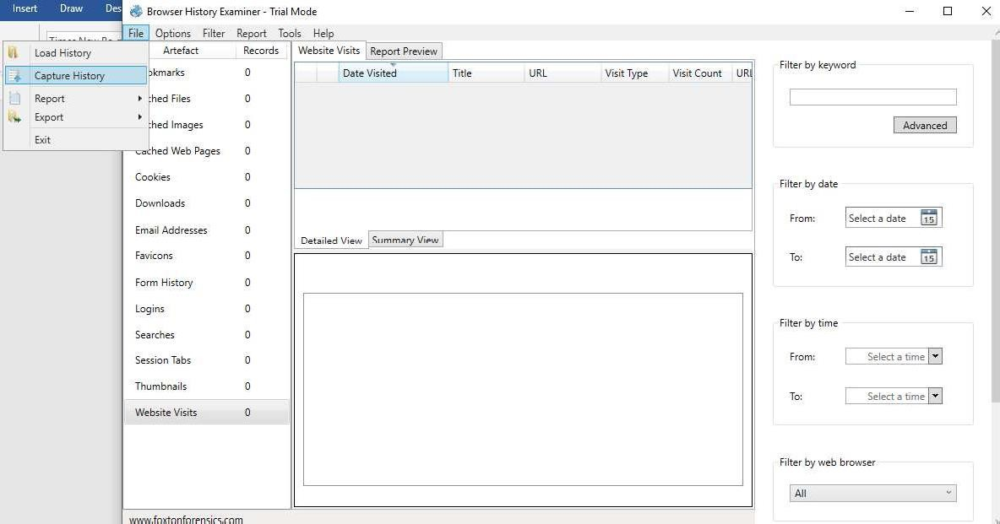 Insert Draw Des
Browser History Examiner - Trial Mode
File Options Filter Report Tools Help
Load History
Capture History
Report
Export
Exit
Artefact Records
okmarks 0
ched Files 0
ched Images 0
Cached Web Pages 0
Cookies 0
Downloads 0
Email Addresses 0
Favicons 0
Form History 0
Logins 0
Searches 0
Session Tabs 0
Thumbnails 0
Website Visits 0
www.foxtonforensics.com
Website Visits Report Preview
Date Visited Title URL Visit Type Visit Count URL
Detailed View Summary View
Filter by keyword
Advanced
Filter by date
From: Select a date 15
To: Select a date 15
Filter by time
From: Select a time
To: Select a time
Filter by web browser
All